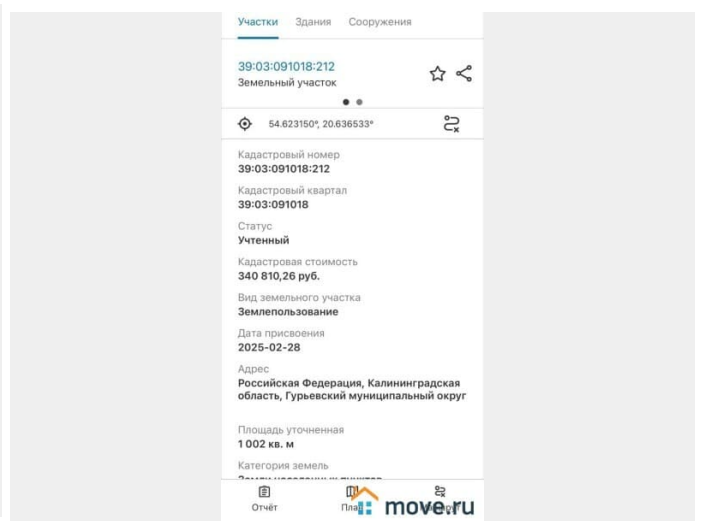 Участки Здания Сооружения
39:03:091018:212
Земельный участок
54.623150°, 20.636533°
Кадастровый номер
39:03:091018:212
Кадастровый квартал
39:03:091018
Статус
Учтенный
Кадастровая стоимость
340 810,26 руб.
Вид земельного участка
Землепользование
Дата присвоения
2025-02-28
Адрес
Российская Федерация, Калининградская
область, Гурьевский муниципальный округ
Площадь уточненная
1 002 кв. м
Категория земель
Земли населенных пунктов
Отчёт
move.ru